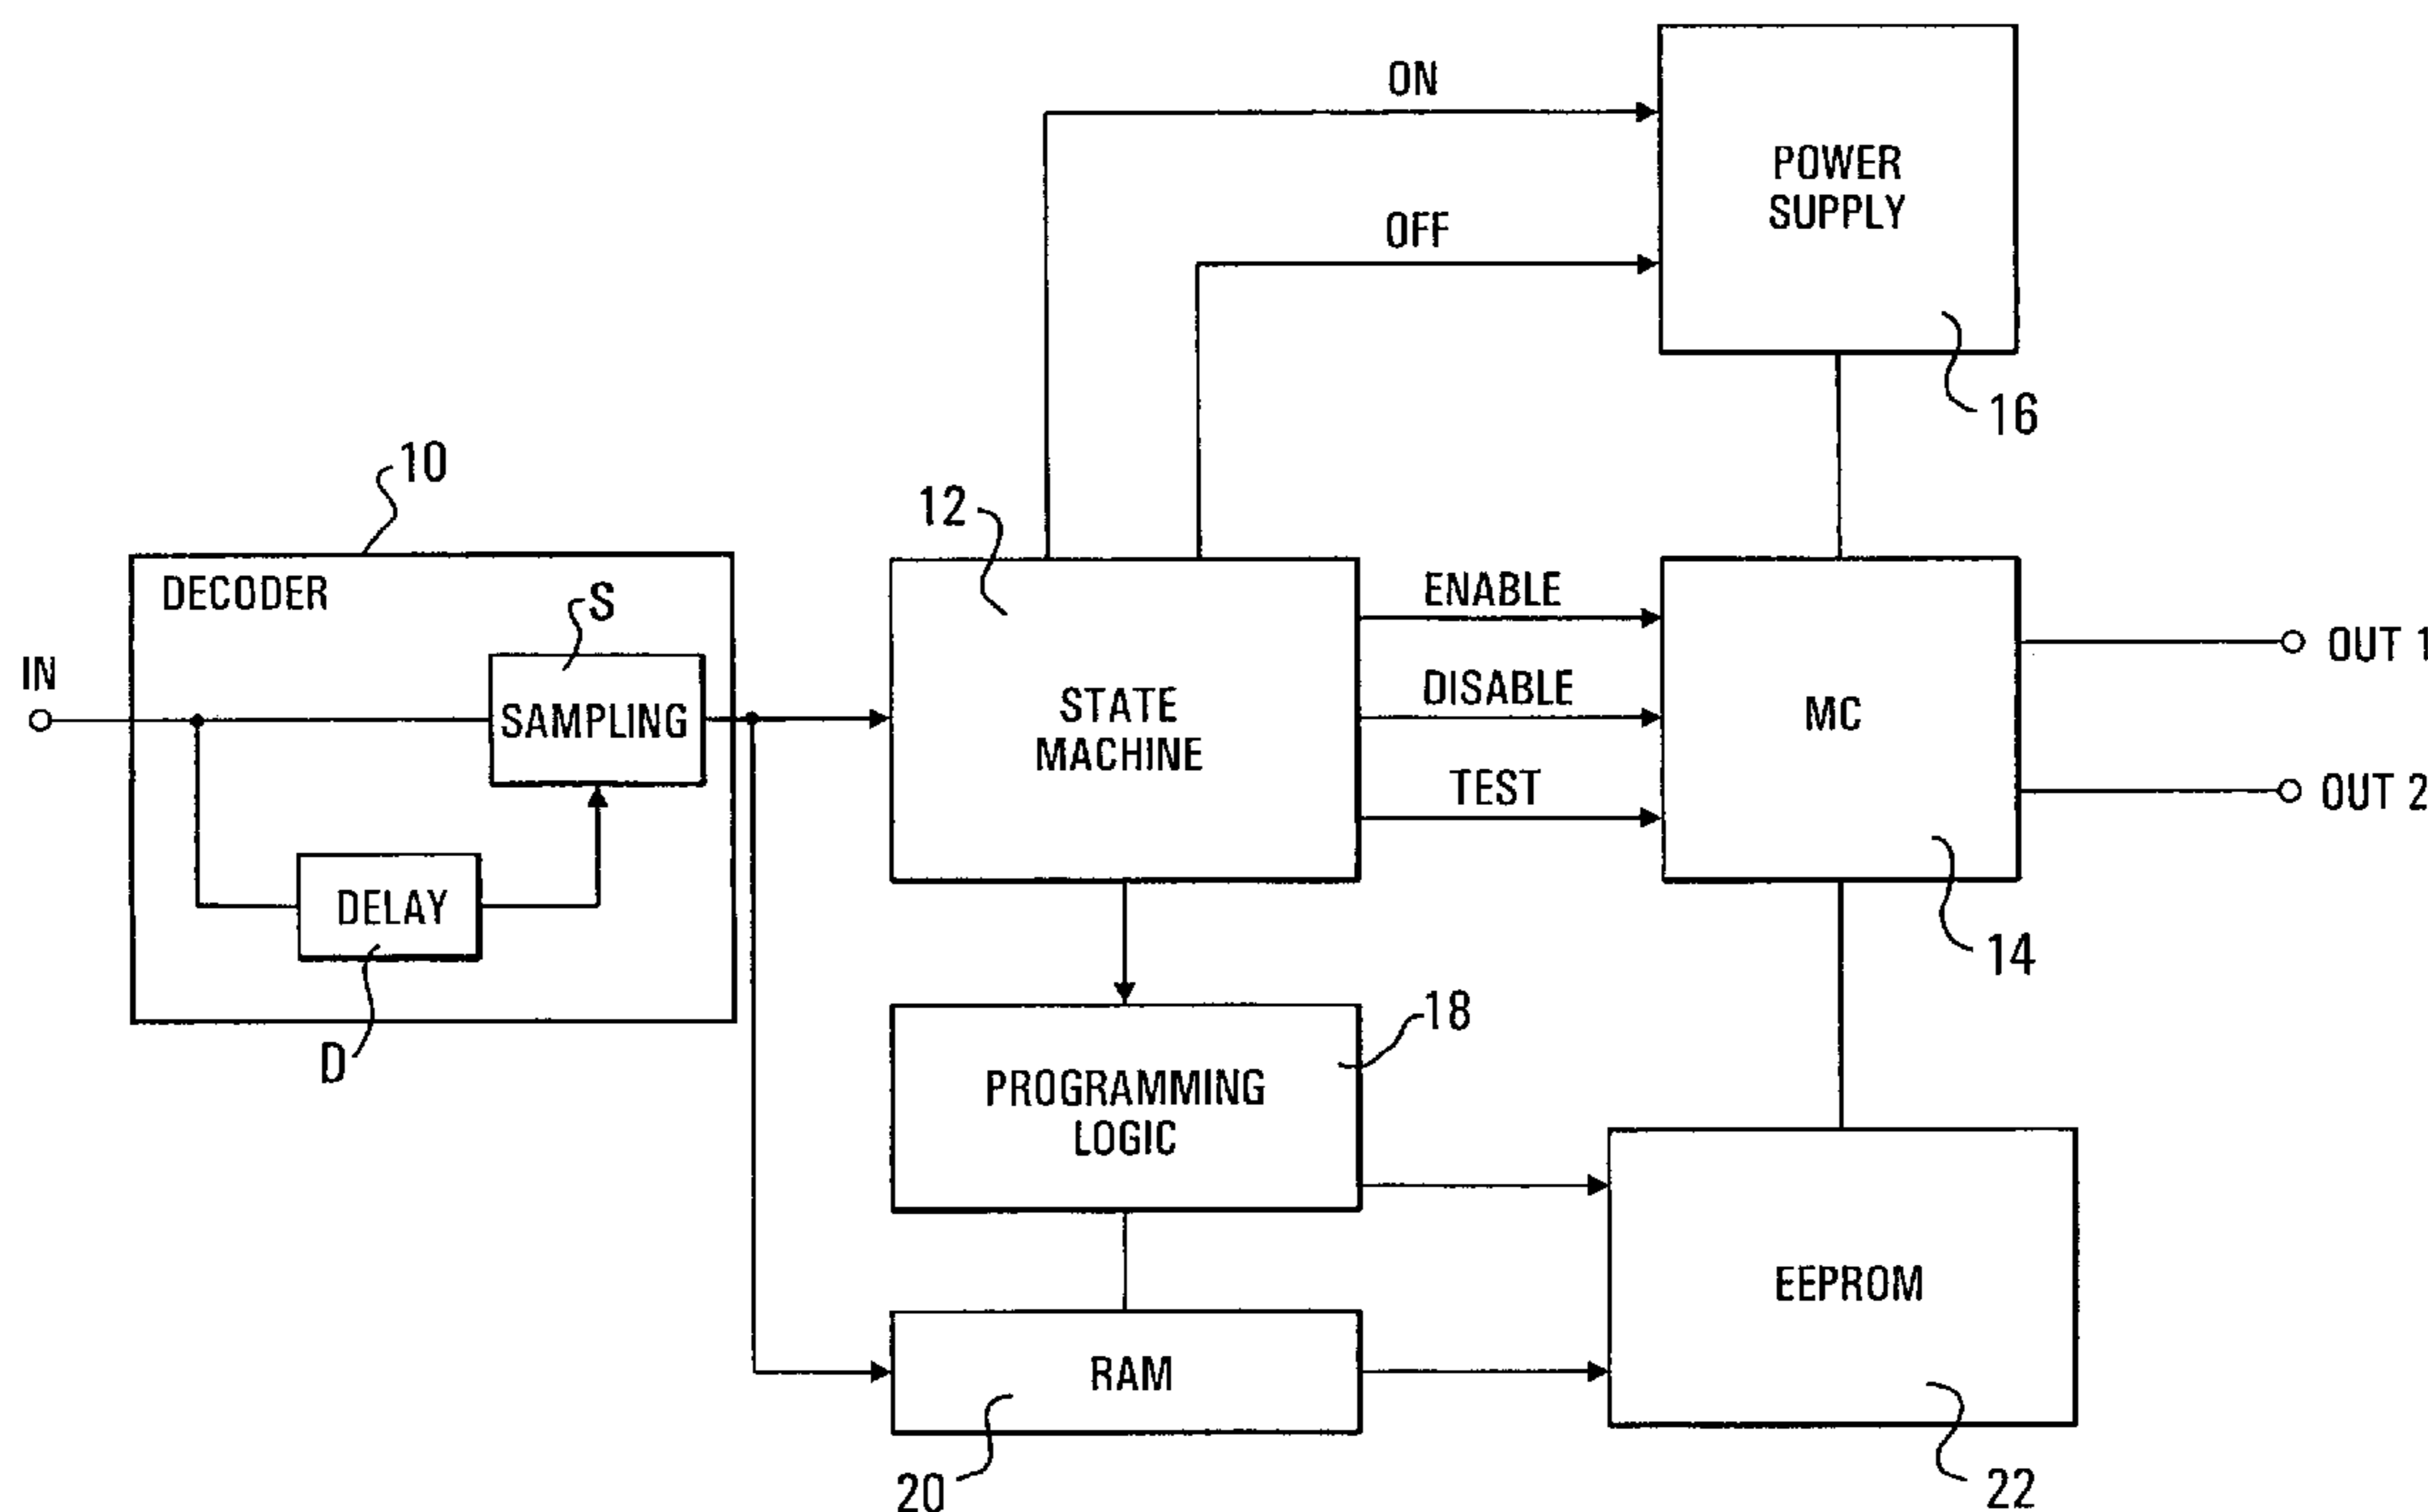 ON
POWER
SUPPLY
OFF
16
10
12
DECODER
S
ENABLE
IN
SAMPLING
STATE
MACHINE
DISABLE
MC
OUT 1
TEST
OUT 2
DELAY
14
D
18
PROGRAMMING
LOGIC
EEPROM
RAM
20
22